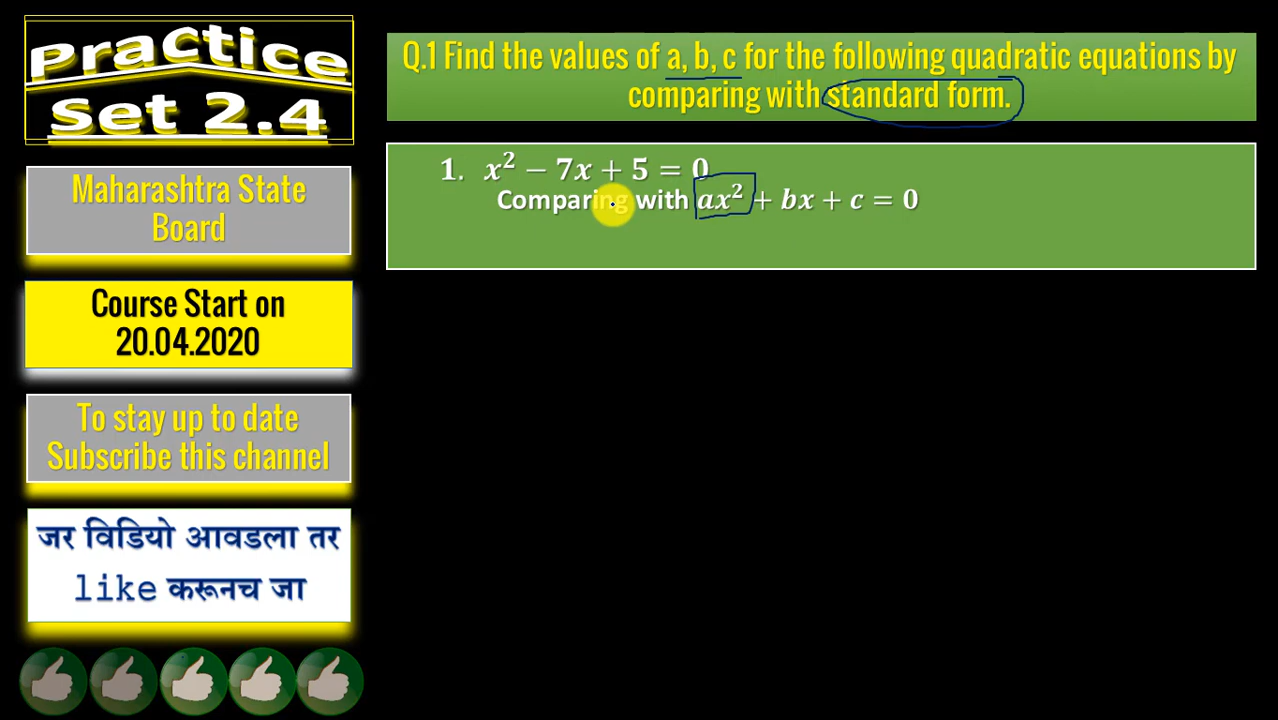 Practice
Set 2.4
Maharashtra State
Board
Course Start on
20.04.2020
To stay up to date
Subscribe this channel
जर विडियो आवडला तर
like करूनच जा
Q.1 Find the values of a, b, c for the following quadratic equations by
comparing with standard form.
1. x² − 7x + 5 = 0
Comparing with ax² + bx + c = 0